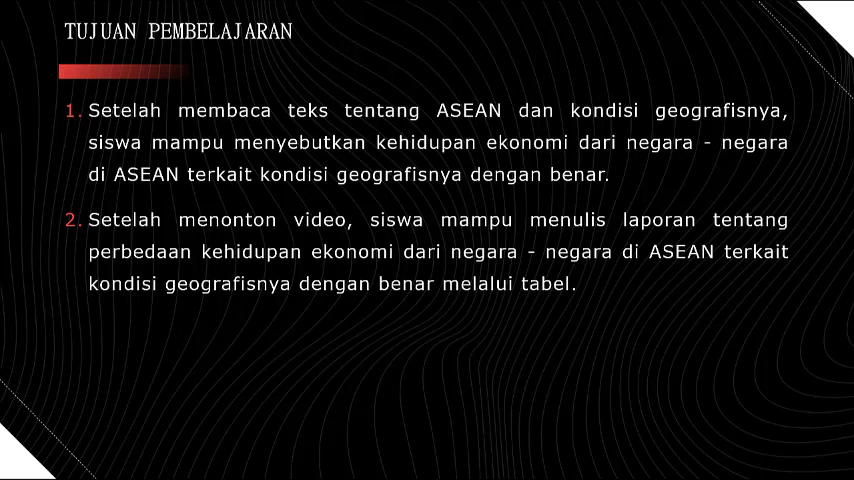 TUJUAN PEMBELAJARAN
1. Setelah membaca teks tentang ASEAN dan kondisi geografisnya,
siswa mampu menyebutkan kehidupan ekonomi dari negara - negara
di ASEAN terkait kondisi geografisnya dengan benar.
2. Setelah menonton video, siswa mampu menulis laporan tentang
perbedaan kehidupan ekonomi dari negara - negara di ASEAN terkait
kondisi geografisnya dengan benar melalui tabel.